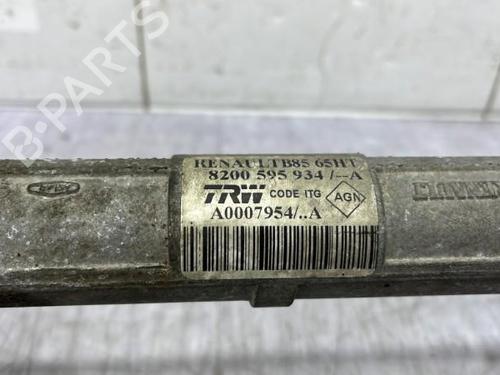 RENAULTB85 65HT
8200 595 934 /--A
TRW CODE ITG AGN
A0007954/..A
B-PARTS